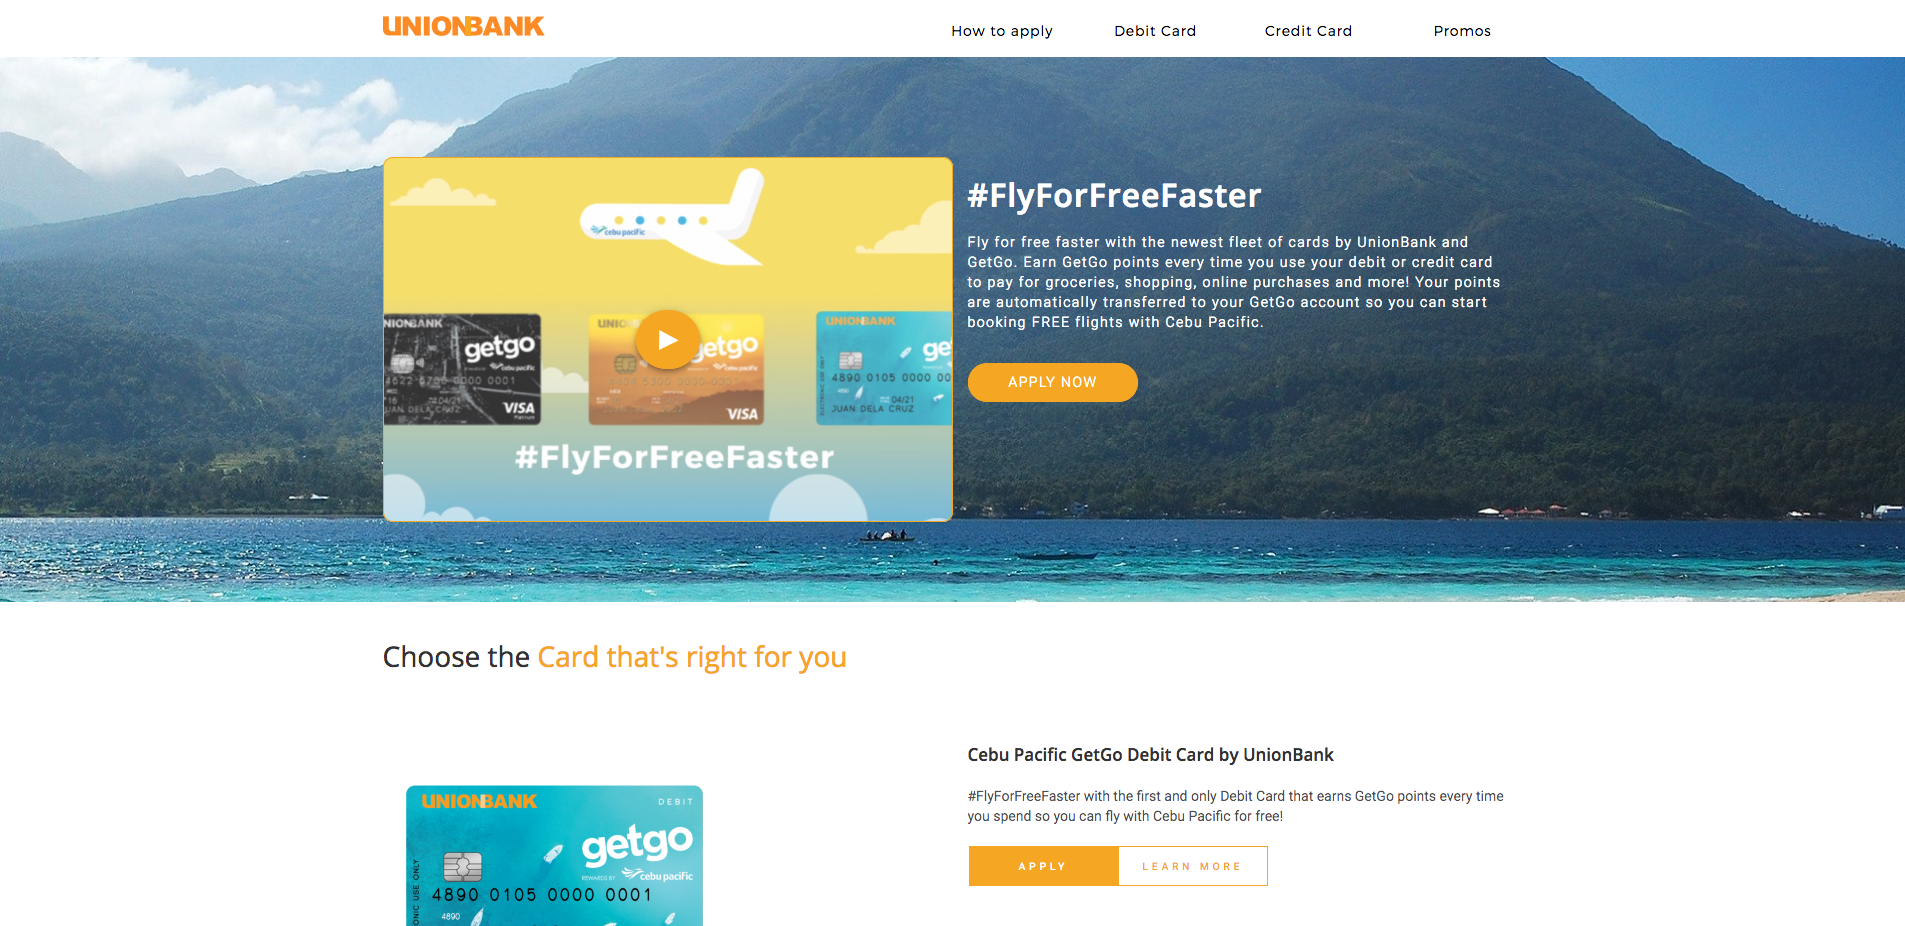 UNIONBANK
How to apply
Debit Card
Credit Card
Promos
cebu pacific
UNIONBANK
getgo
cebu pacific
0000 0001
04/21
JUAN DELA CRUZ
VISA
Platinum
getgo
cebu pacific
VISA
UNIONBANK
4890 0105 0000 00
04/21
JUAN DELA CRUZ
#FlyForFreeFaster
#FlyForFreeFaster
Fly for free faster with the newest fleet of cards by UnionBank and
GetGo. Earn GetGo points every time you use your debit or credit card
to pay for groceries, shopping, online purchases and more! Your points
are automatically transferred to your GetGo account so you can start
booking FREE flights with Cebu Pacific.
APPLY NOW
Choose the Card that's right for you
UNIONBANK
DEBIT
getgo
REWARDS BY cebu pacific
4890 0105 0000 0001
4890
ONIC USE ONLY
Cebu Pacific GetGo Debit Card by UnionBank
#FlyForFreeFaster with the first and only Debit Card that earns GetGo points every time
you spend so you can fly with Cebu Pacific for free!
APPLY
LEARN MORE